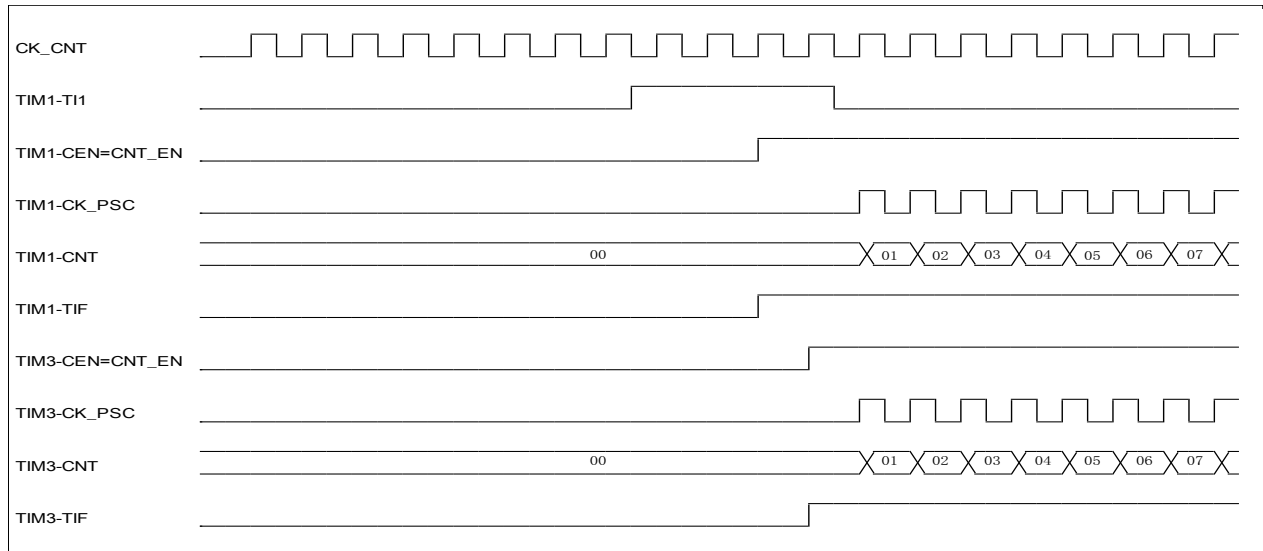 CK_CNT
TIM1-TI1
TIM1-CEN=CNT_EN
TIM1-CK_PSC
TIM1-CNT 00 01 02 03 04 05 06 07
TIM1-TIF
TIM3-CEN=CNT_EN
TIM3-CK_PSC
TIM3-CNT 00 01 02 03 04 05 06 07
TIM3-TIF